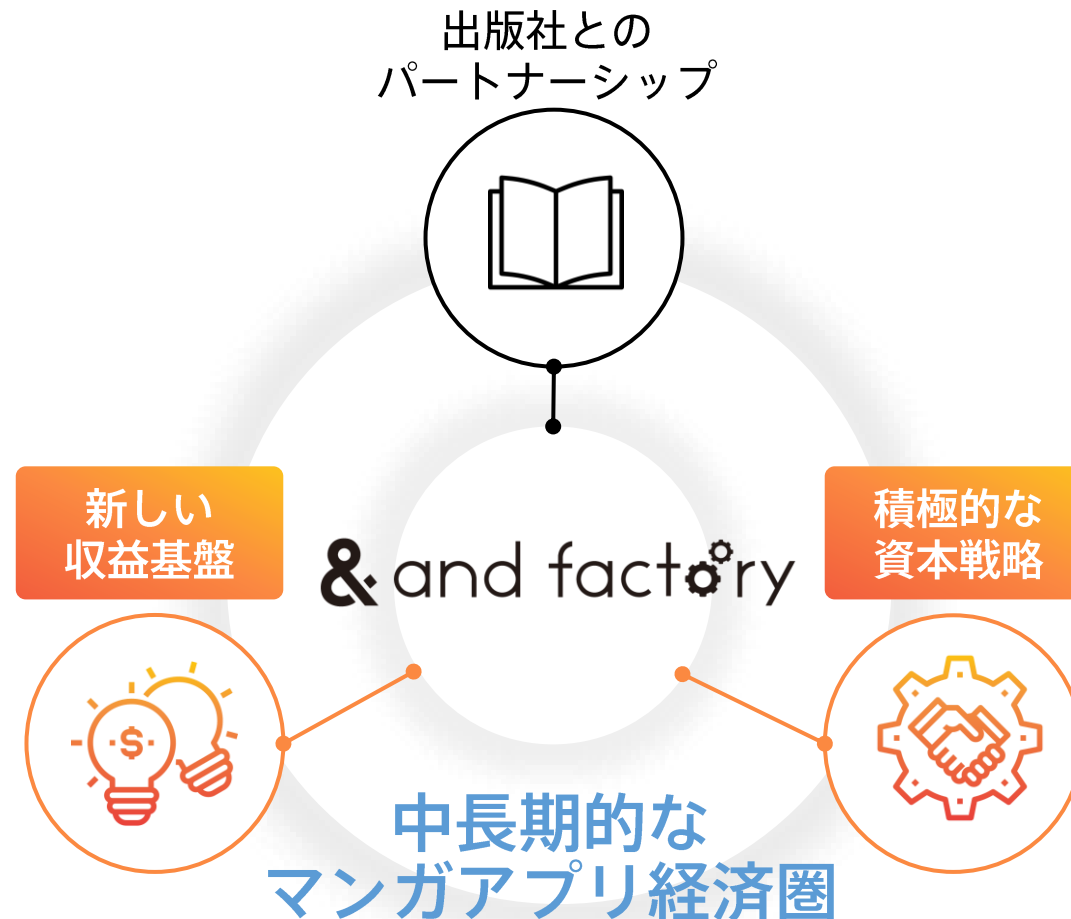 出版社との
パートナーシップ
新しい
収益基盤
積極的な
資本戦略
& and factory
$
中長期的な
マンガアプリ経済圏